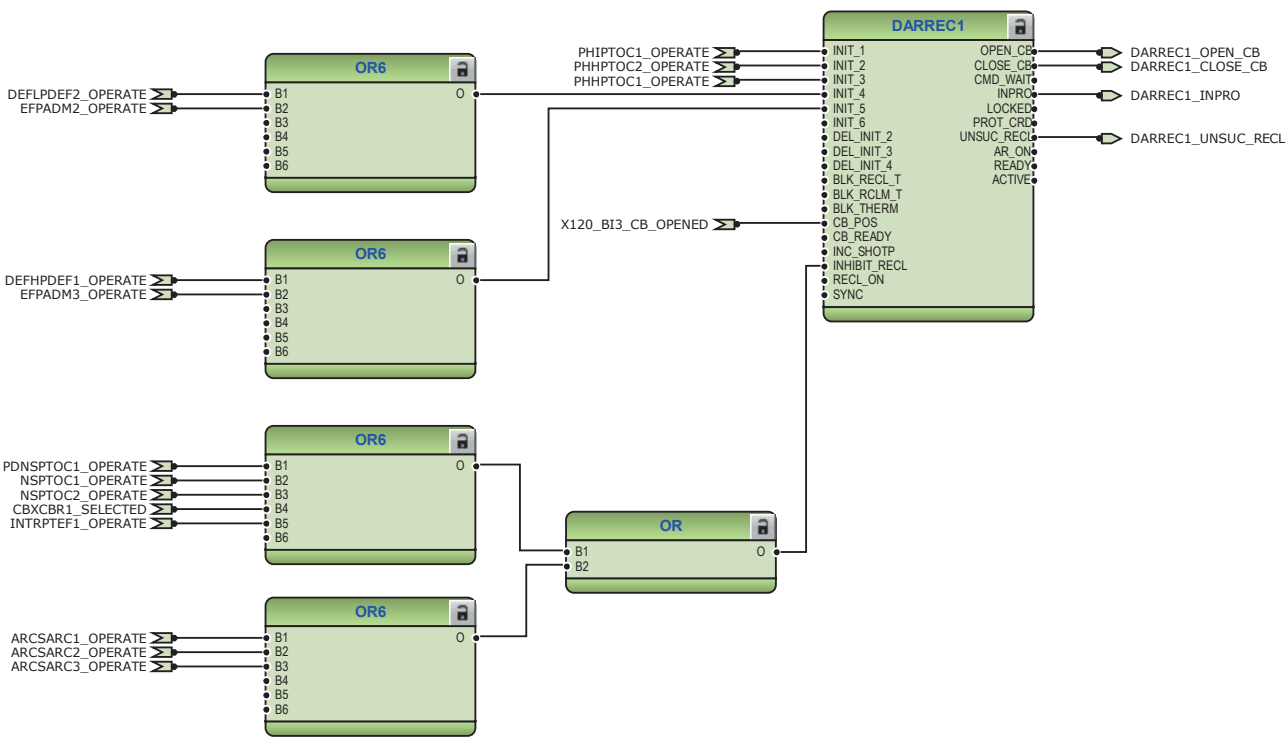 OR6
DEFLPDEF2_OPERATE B1 O
EFPADM2_OPERATE B2
B3
B4
B5
B6
OR6
DEFHPDEF1_OPERATE B1 O
EFPADM3_OPERATE B2
B3
B4
B5
B6
OR6
PDNSPTOC1_OPERATE B1 O
NSPTOC1_OPERATE B2
NSPTOC2_OPERATE B3
CBXCBR1_SELECTED B4
INTRPTEF1_OPERATE B5
B6
OR6
ARCSARC1_OPERATE B1 O
ARCSARC2_OPERATE B2
ARCSARC3_OPERATE B3
B4
B5
B6
OR
B1 O
B2
DARREC1
PHIPTOC1_OPERATE INIT_1 OPEN_CB DARREC1_OPEN_CB
PHHPTOC2_OPERATE INIT_2 CLOSE_CB DARREC1_CLOSE_CB
PHHPTOC1_OPERATE INIT_3 CMD_WAIT
INIT_4 INPRO DARREC1_INPRO
INIT_5 LOCKED
INIT_6 PROT_CRD
DEL_INIT_2 UNSUC_RECL DARREC1_UNSUC_RECL
DEL_INIT_3 AR_ON
DEL_INIT_4 READY
BLK_RECL_T ACTIVE
BLK_RCLM_T
BLK_THERM
X120_BI3_CB_OPENED CB_POS
CB_READY
INC_SHOTP
INHIBIT_RECL
RECL_ON
SYNC